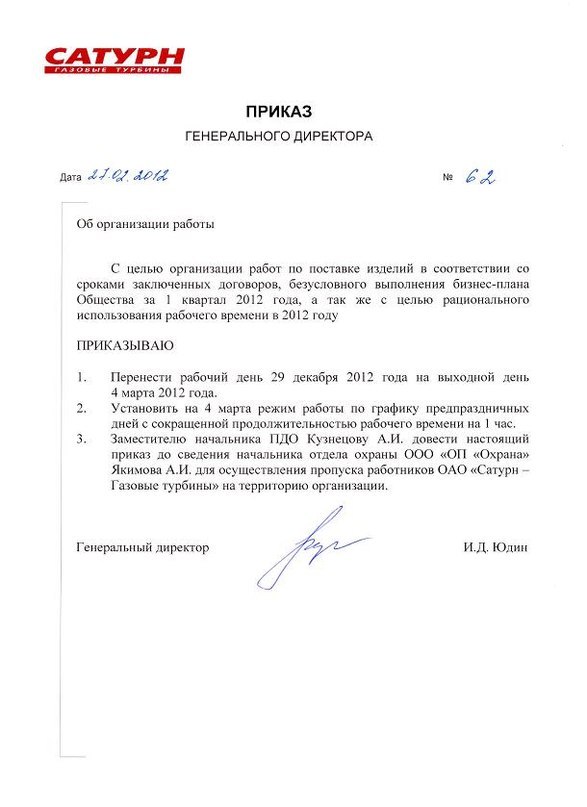 САТУРН
ГАЗОВЫЕ ТУРБИНЫ
ПРИКАЗ
ГЕНЕРАЛЬНОГО ДИРЕКТОРА
Дата 27.02.2012 № 62
Об организации работы
С целью организации работ по поставке изделий в соответствии со
сроками заключенных договоров, безусловного выполнения бизнес-плана
Общества за 1 квартал 2012 года, а так же с целью рационального
использования рабочего времени в 2012 году
ПРИКАЗЫВАЮ
1. Перенести рабочий день 29 декабря 2012 года на выходной день
4 марта 2012 года.
2. Установить на 4 марта режим работы по графику предпраздничных
дней с сокращенной продолжительностью рабочего времени на 1 час.
3. Заместителю начальника ПДО Кузнецову А.И. довести настоящий
приказ до сведения начальника отдела охраны ООО «ОП «Охрана»
Якимова А.И. для осуществления пропуска работников ОАО «Сатурн –
Газовые турбины» на территорию организации.
Генеральный директор И.Д. Юдин